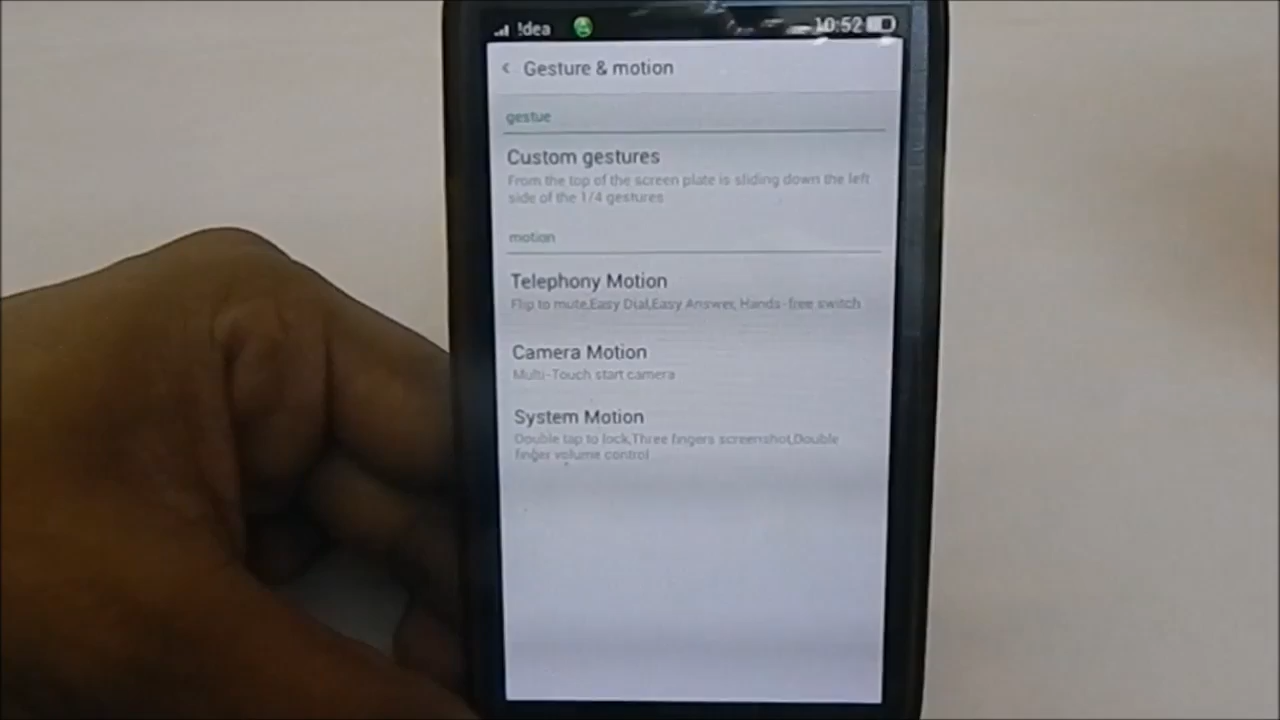 !dea 10:52
Gesture & motion
gestue
Custom gestures
From the top of the screen plate is sliding down the left
side of the 1/4 gestures
motion
Telephony Motion
Flip to mute,Easy Dial,Easy Answer, Hands-free switch
Camera Motion
Multi-Touch start camera
System Motion
Double tap to lock,Three fingers screenshot,Double
finger volume control